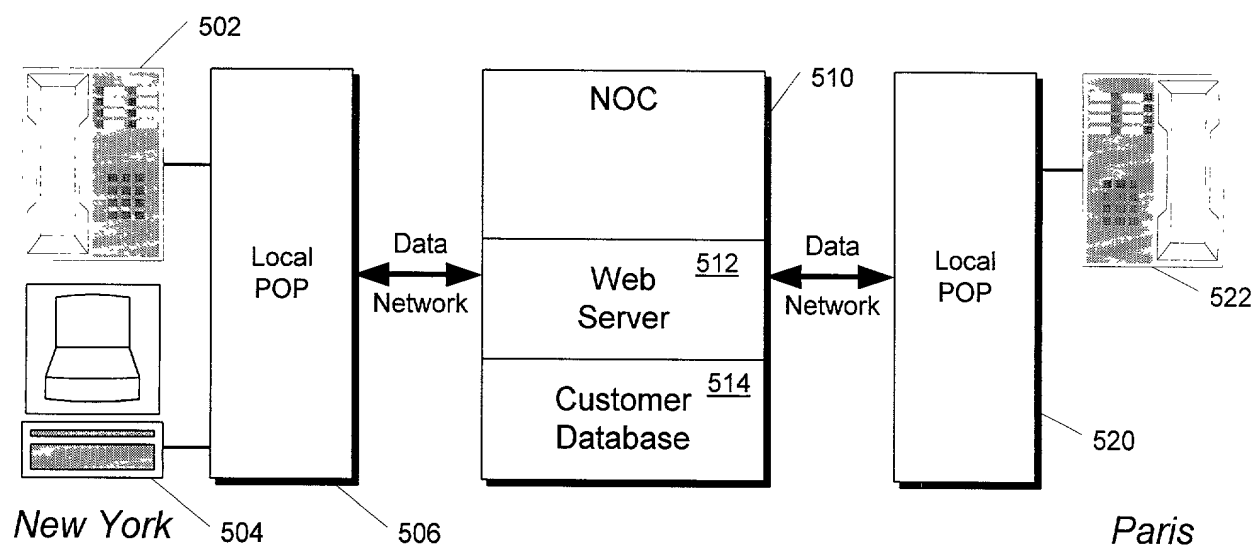 502
NOC
510
Local
POP
Data
Network
512
Web
Server
Data
Network
Local
POP
522
514
Customer
Database
520
New York
504
506
Paris